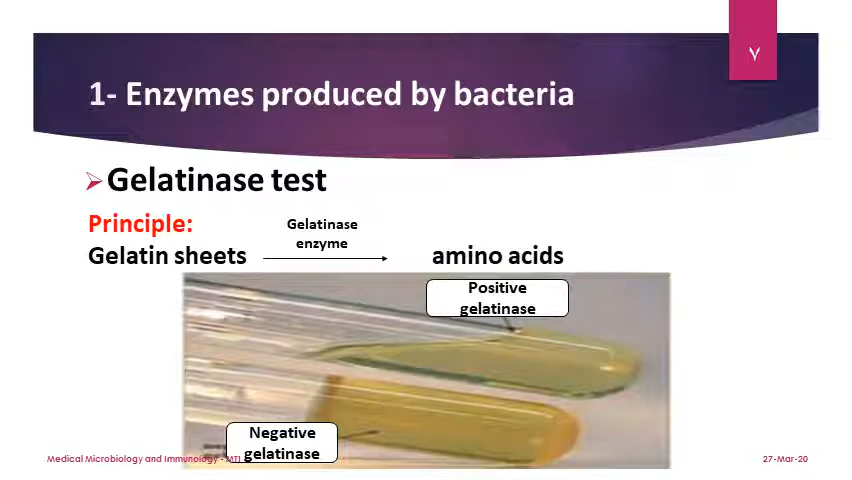 ٧
1- Enzymes produced by bacteria
Gelatinase test
Principle:
Gelatinase
enzyme
Gelatin sheets
amino acids
Positive
gelatinase
Negative
gelatinase
Medical Microbiology and Immunology - MTI
27-Mar-20